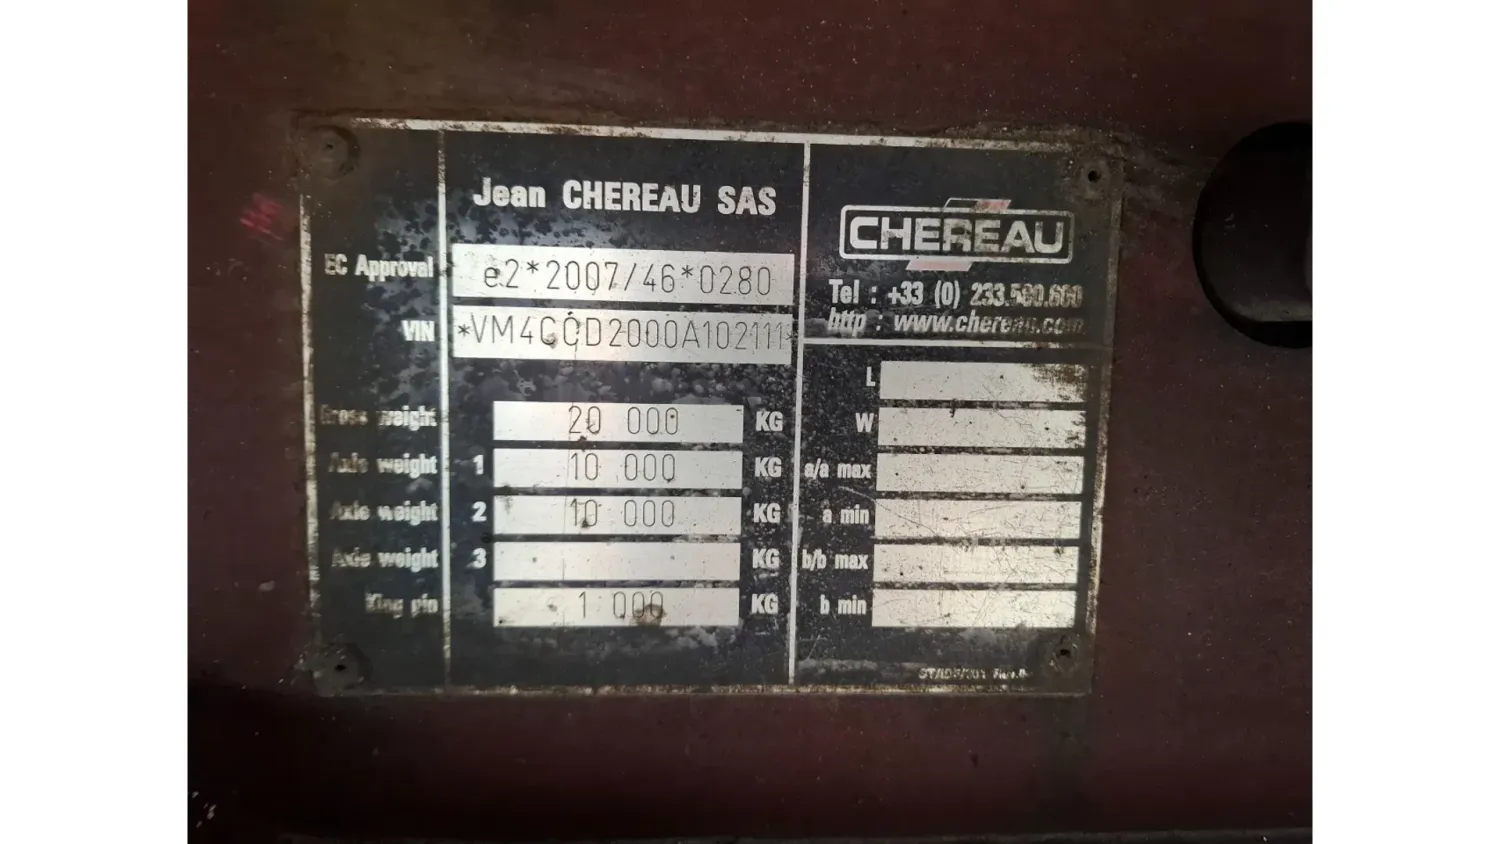 Jean CHEREAU SAS
EC Approval e2*2007/46*0280
VIN *VM4CCD2000A102111*
Gross weight 20 000 KG
Axle weight 1 10 000 KG
Axle weight 2 10 000 KG
Axle weight 3 KG
King pin 1 000 KG
CHEREAU
Tel : +33 (0) 233.500.600
http : www.chereau.com
L
W
a/a max
a min
b/b max
b min